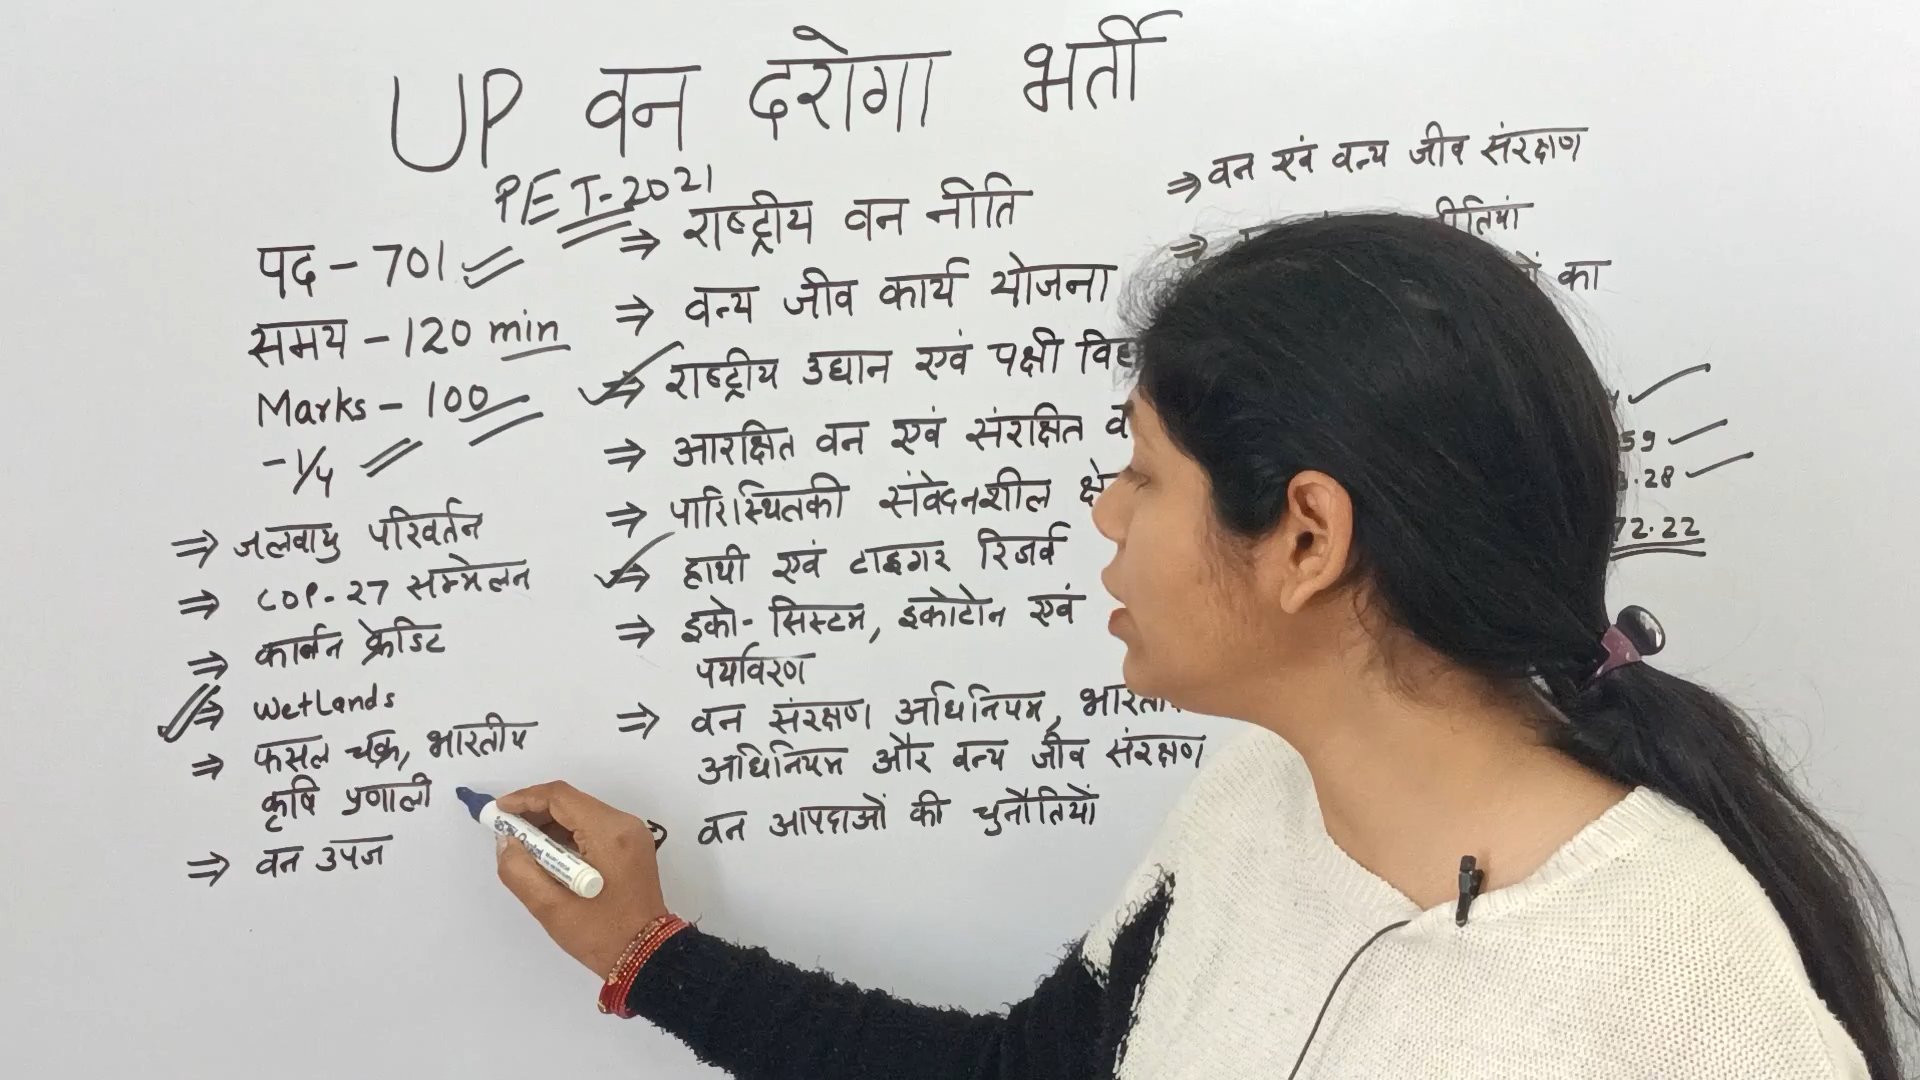 UP वन दरोगा भर्ती
PET-2021
पद - 701
समय - 120 min
Marks - 100
-1/4
⇒ जलवायु परिवर्तन
⇒ COP-27 सम्मेलन
⇒ कार्बन क्रेडिट
⇒ Wetlands
⇒ फसल चक्र, भारतीय
कृषि प्रणाली
⇒ वन उपज
⇒ राष्ट्रीय वन नीति
⇒ वन्य जीव कार्य योजना
⇒ राष्ट्रीय उद्यान एवं पक्षी
⇒ आरक्षित वन एवं संरक्षित
⇒ पारिस्थितकी संवेदनशील
⇒ हाथी एवं टाइगर रिजर्व
⇒ इको-सिस्टम, इकोटोन एवं
पर्यावरण
⇒ वन संरक्षण अधिनियम,
अधिनियम और वन्य जीव संरक्षण
⇒ वन आपदाओं की चुनौतियों
⇒ वन एवं वन्य जीव संरक्षण
⇒
का
72.22